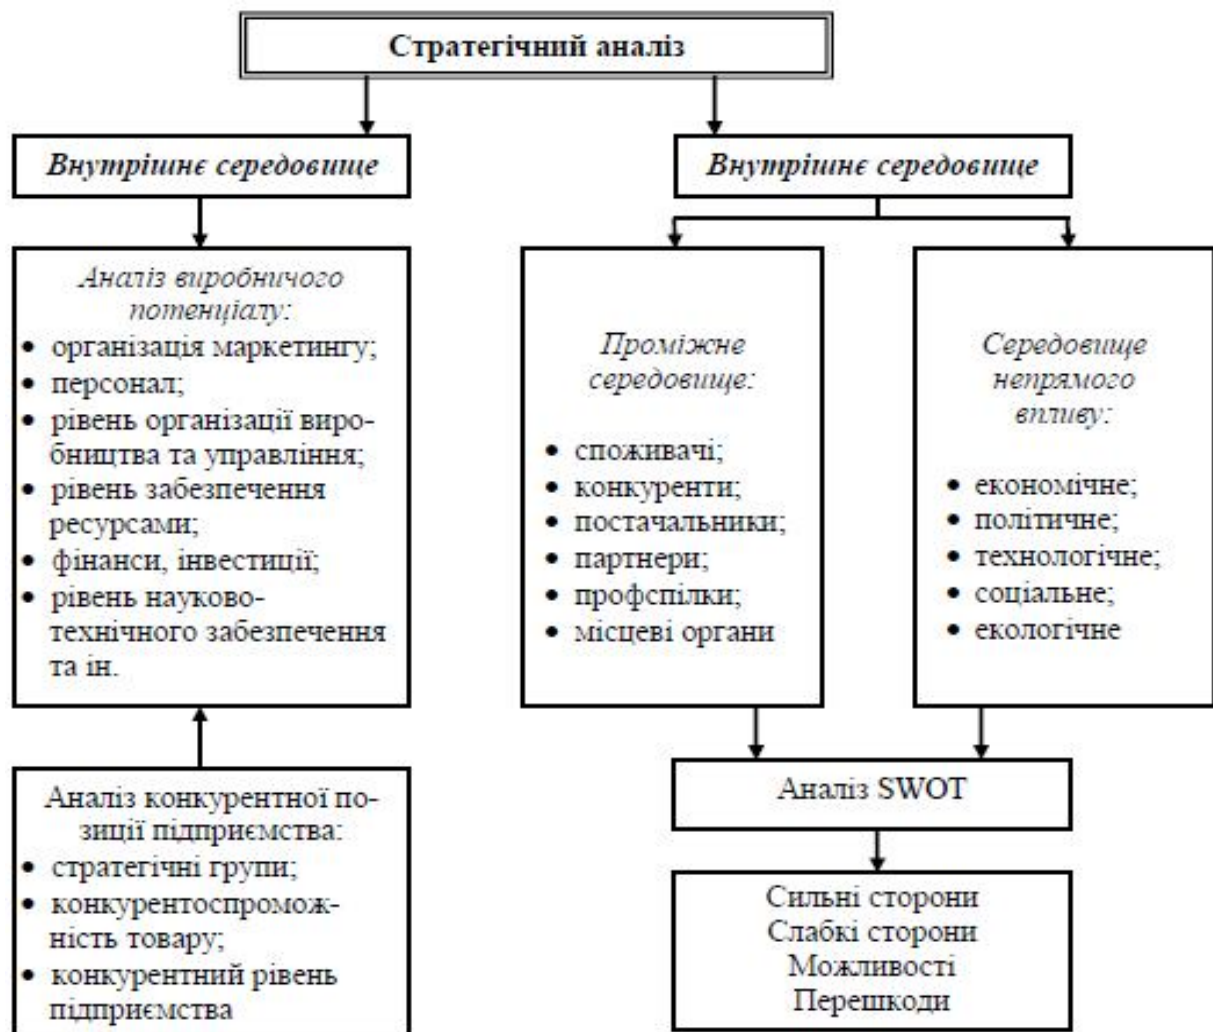 Стратегічний аналіз
Внутрішнє середовище
Внутрішнє середовище
Аналіз виробничого
потенціалу:
• організація маркетингу;
• персонал;
• рівень організації виро-
бництва та управління;
• рівень забезпечення
ресурсами;
• фінанси, інвестиції;
• рівень науково-
технічного забезпечення
та ін.
Проміжне
середовище:
• споживачі;
• конкуренти;
• постачальники;
• партнери;
• профспілки;
• місцеві органи
Середовище
непрямого
впливу:
• економічне;
• політичне;
• технологічне;
• соціальне;
• екологічне
Аналіз конкурентної по-
зиції підприємства:
• стратегічні групи;
• конкурентоспромож-
ність товару;
• конкурентний рівень
підприємства
Аналіз SWOT
Сильні сторони
Слабкі сторони
Можливості
Перешкоди